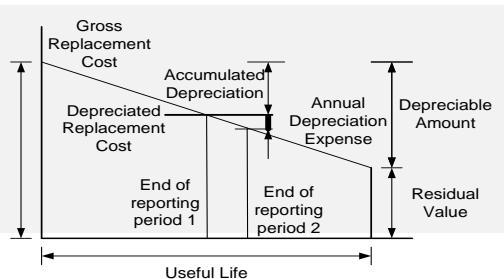 Gross
Replacement
Cost
Accumulated
Depreciation
Depreciated
Replacement
Cost
Annual
Depreciation
Expense
Depreciable
Amount
End of
reporting
period 1
End of
reporting
period 2
Residual
Value
Useful Life